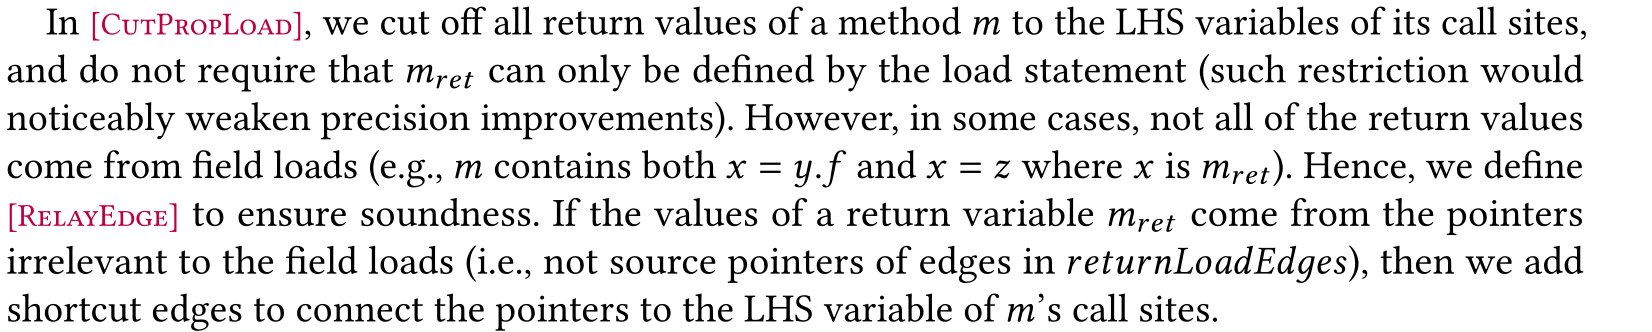 In [CutPropLoad], we cut off all return values of a method m to the LHS variables of its call sites,
and do not require that m_ret can only be defined by the load statement (such restriction would
noticeably weaken precision improvements). However, in some cases, not all of the return values
come from field loads (e.g., m contains both x = y.f and x = z where x is m_ret). Hence, we define
[RelayEdge] to ensure soundness. If the values of a return variable m_ret come from the pointers
irrelevant to the field loads (i.e., not source pointers of edges in returnLoadEdges), then we add
shortcut edges to connect the pointers to the LHS variable of m's call sites.